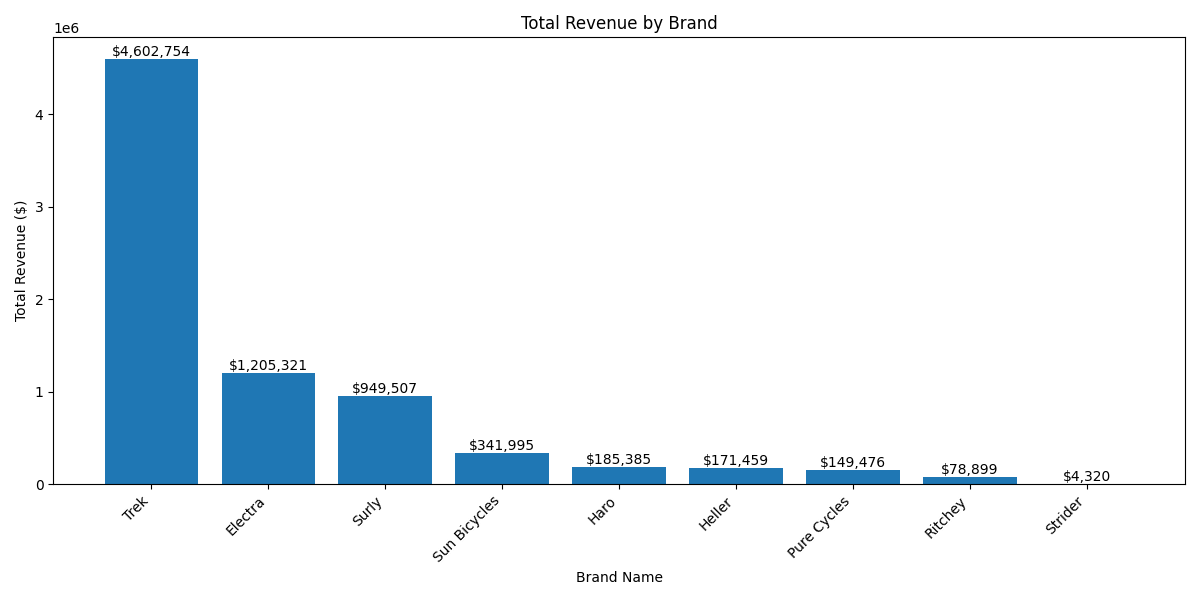 Total Revenue by Brand
1e6
$4,602,754
$1,205,321
$949,507
$341,995
$185,385
$171,459
$149,476
$78,899
$4,320
4
3
2
1
0
Total Revenue ($)
Trek
Electra
Surly
Sun Bicycles
Haro
Heller
Pure Cycles
Ritchey
Strider
Brand Name